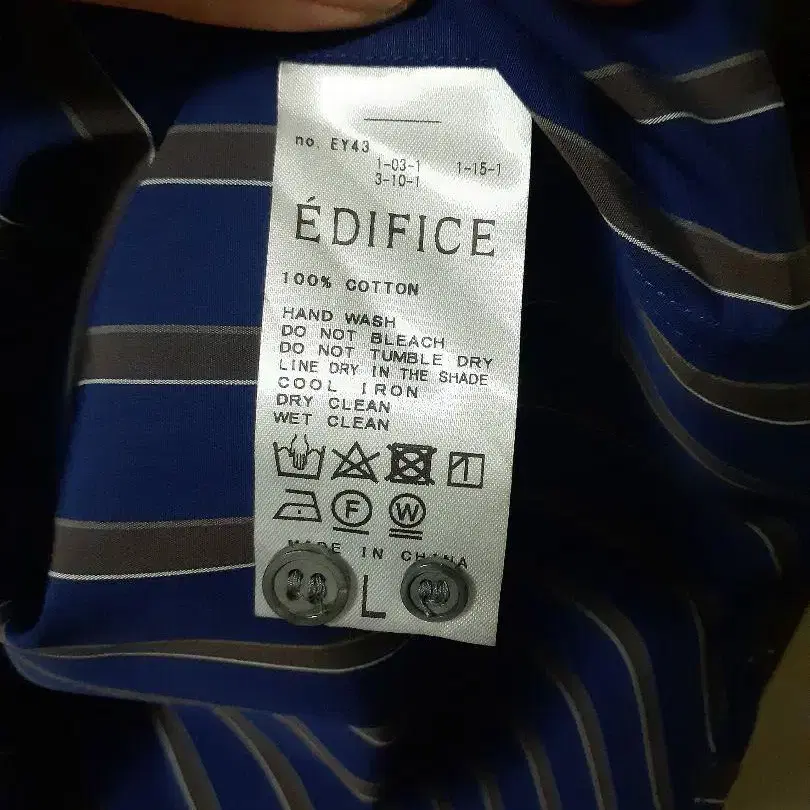 no. EY43
1-03-1 1-15-1
3-10-1
ÉDIFICE
100% COTTON
HAND WASH
DO NOT BLEACH
DO NOT TUMBLE DRY
LINE DRY IN THE SHADE
COOL IRON
DRY CLEAN
WET CLEAN
F W
MADE IN CHINA
L